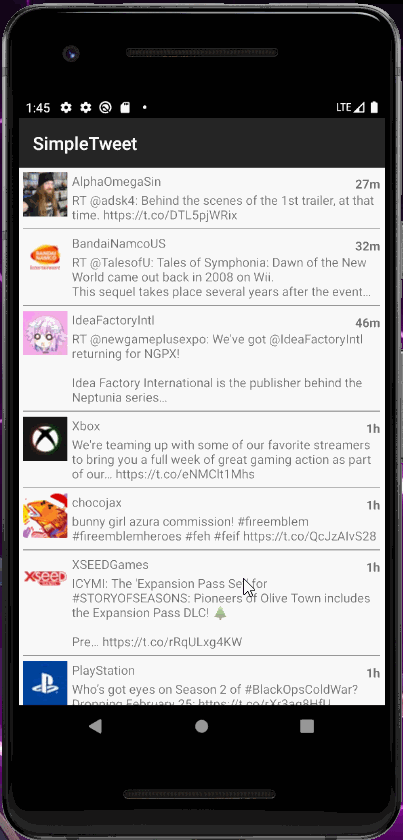 1:45
LTE
SimpleTweet
AlphaOmegaSin
27m
RT @adsk4: Behind the scenes of the 1st trailer, at that
time. https://t.co/DTL5pjWRix
BandaiNamcoUS
32m
RT @TalesofU: Tales of Symphonia: Dawn of the New
World came out back in 2008 on Wii.
This sequel takes place several years after the event…
IdeaFactoryIntl
46m
RT @newgameplusexpo: We've got @IdeaFactoryIntl
returning for NGPX!
Idea Factory International is the publisher behind the
Neptunia series…
Xbox
1h
We're teaming up with some of our favorite streamers
to bring you a full week of great gaming action as part
of our… https://t.co/eNMClt1Mhs
chocojax
1h
bunny girl azura commission! #fireemblem
#fireemblemheroes #feh #feif https://t.co/QcJzAIvS28
XSEED
XSEEDGames
1h
ICYMI: The 'Expansion Pass Set' for
#STORYOFSEASONS: Pioneers of Olive Town includes
the Expansion Pass DLC!
Pre… https://t.co/rRqULxg4KW
PlayStation
1h
Who's got eyes on Season 2 of #BlackOpsColdWar?
Dropping February 25: https://t.co/rXr3ag8HfU